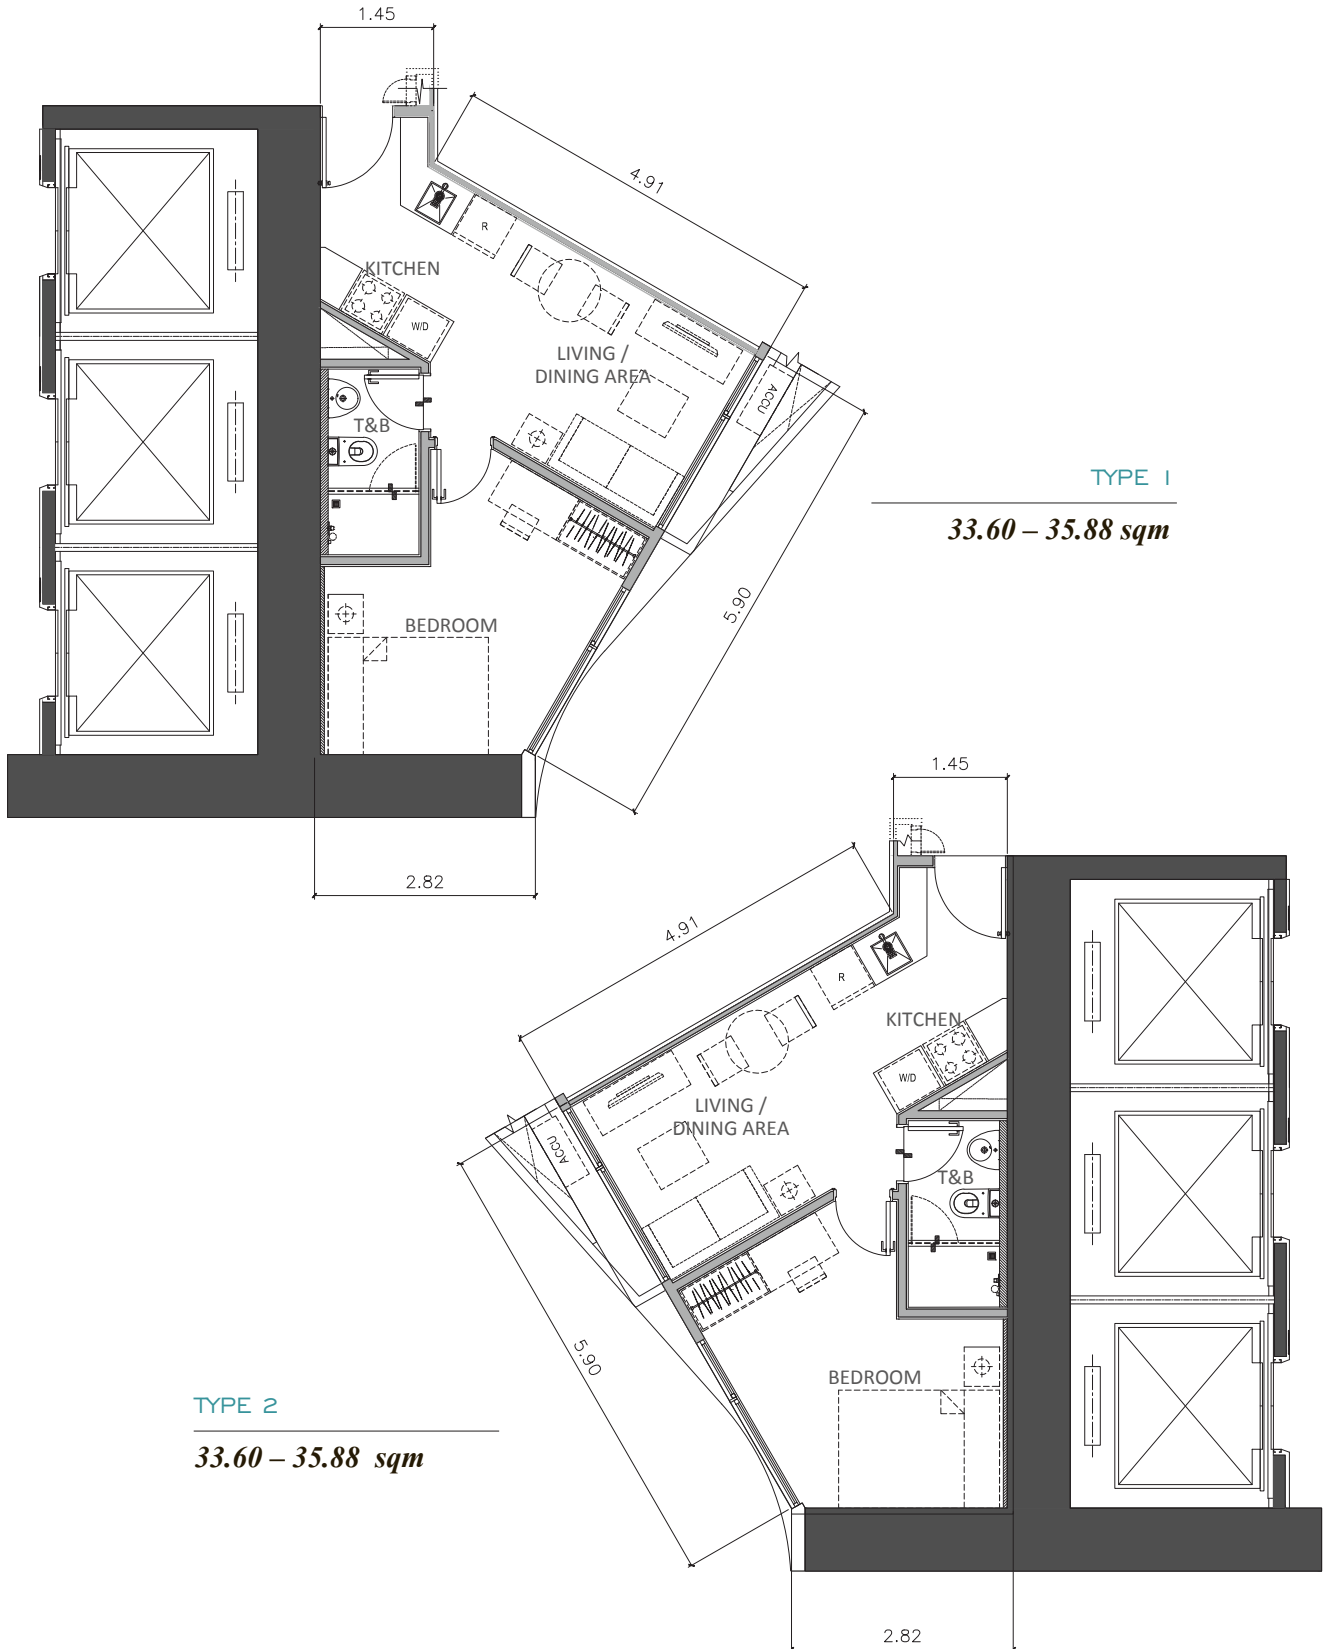 1.45
4.91
R
KITCHEN
W/D
LIVING /
DINING AREA
ACCU
T&B
TYPE 1
33.60 – 35.88 sqm
5.90
BEDROOM
2.82
1.45
4.91
R
KITCHEN
W/D
LIVING /
DINING AREA
ACCU
T&B
5.90
BEDROOM
TYPE 2
33.60 – 35.88 sqm
2.82